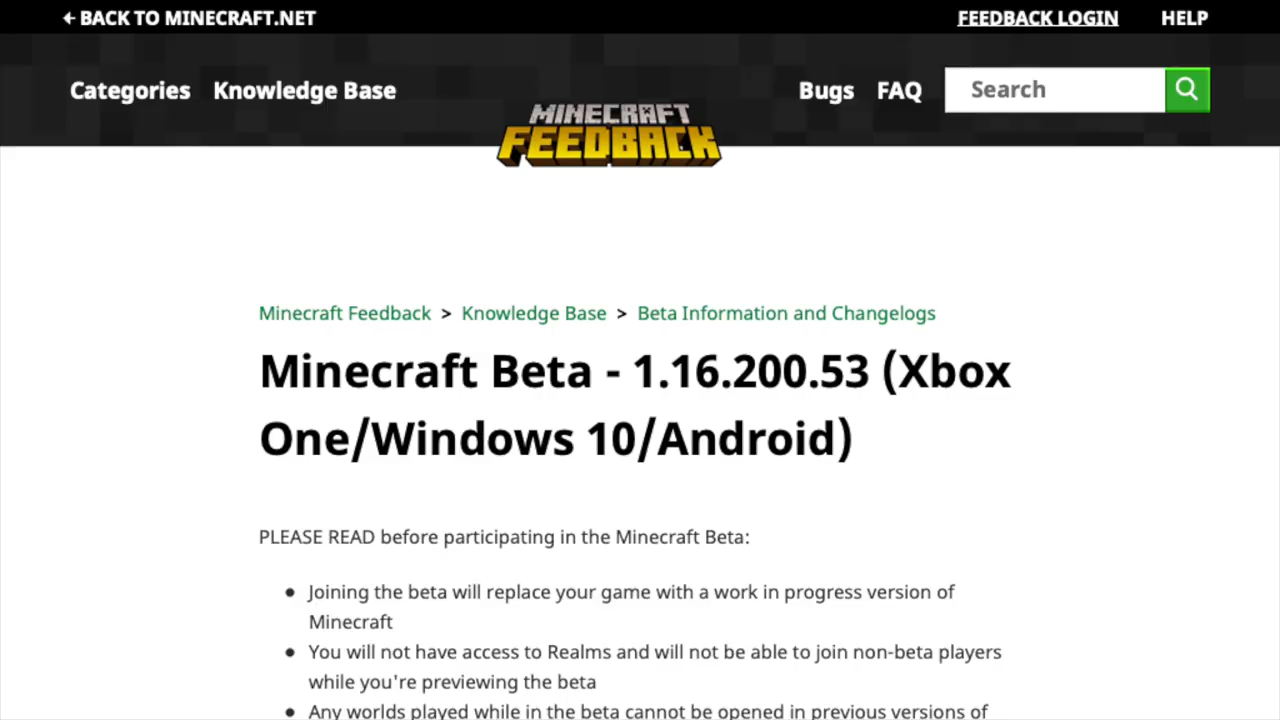 ← BACK TO MINECRAFT.NET FEEDBACK LOGIN HELP
Categories Knowledge Base Bugs FAQ Search
MINECRAFT
FEEDBACK
Minecraft Feedback > Knowledge Base > Beta Information and Changelogs
Minecraft Beta - 1.16.200.53 (Xbox
One/Windows 10/Android)
PLEASE READ before participating in the Minecraft Beta:
● Joining the beta will replace your game with a work in progress version of
Minecraft
● You will not have access to Realms and will not be able to join non-beta players
while you're previewing the beta
● Any worlds played while in the beta cannot be opened in previous versions of